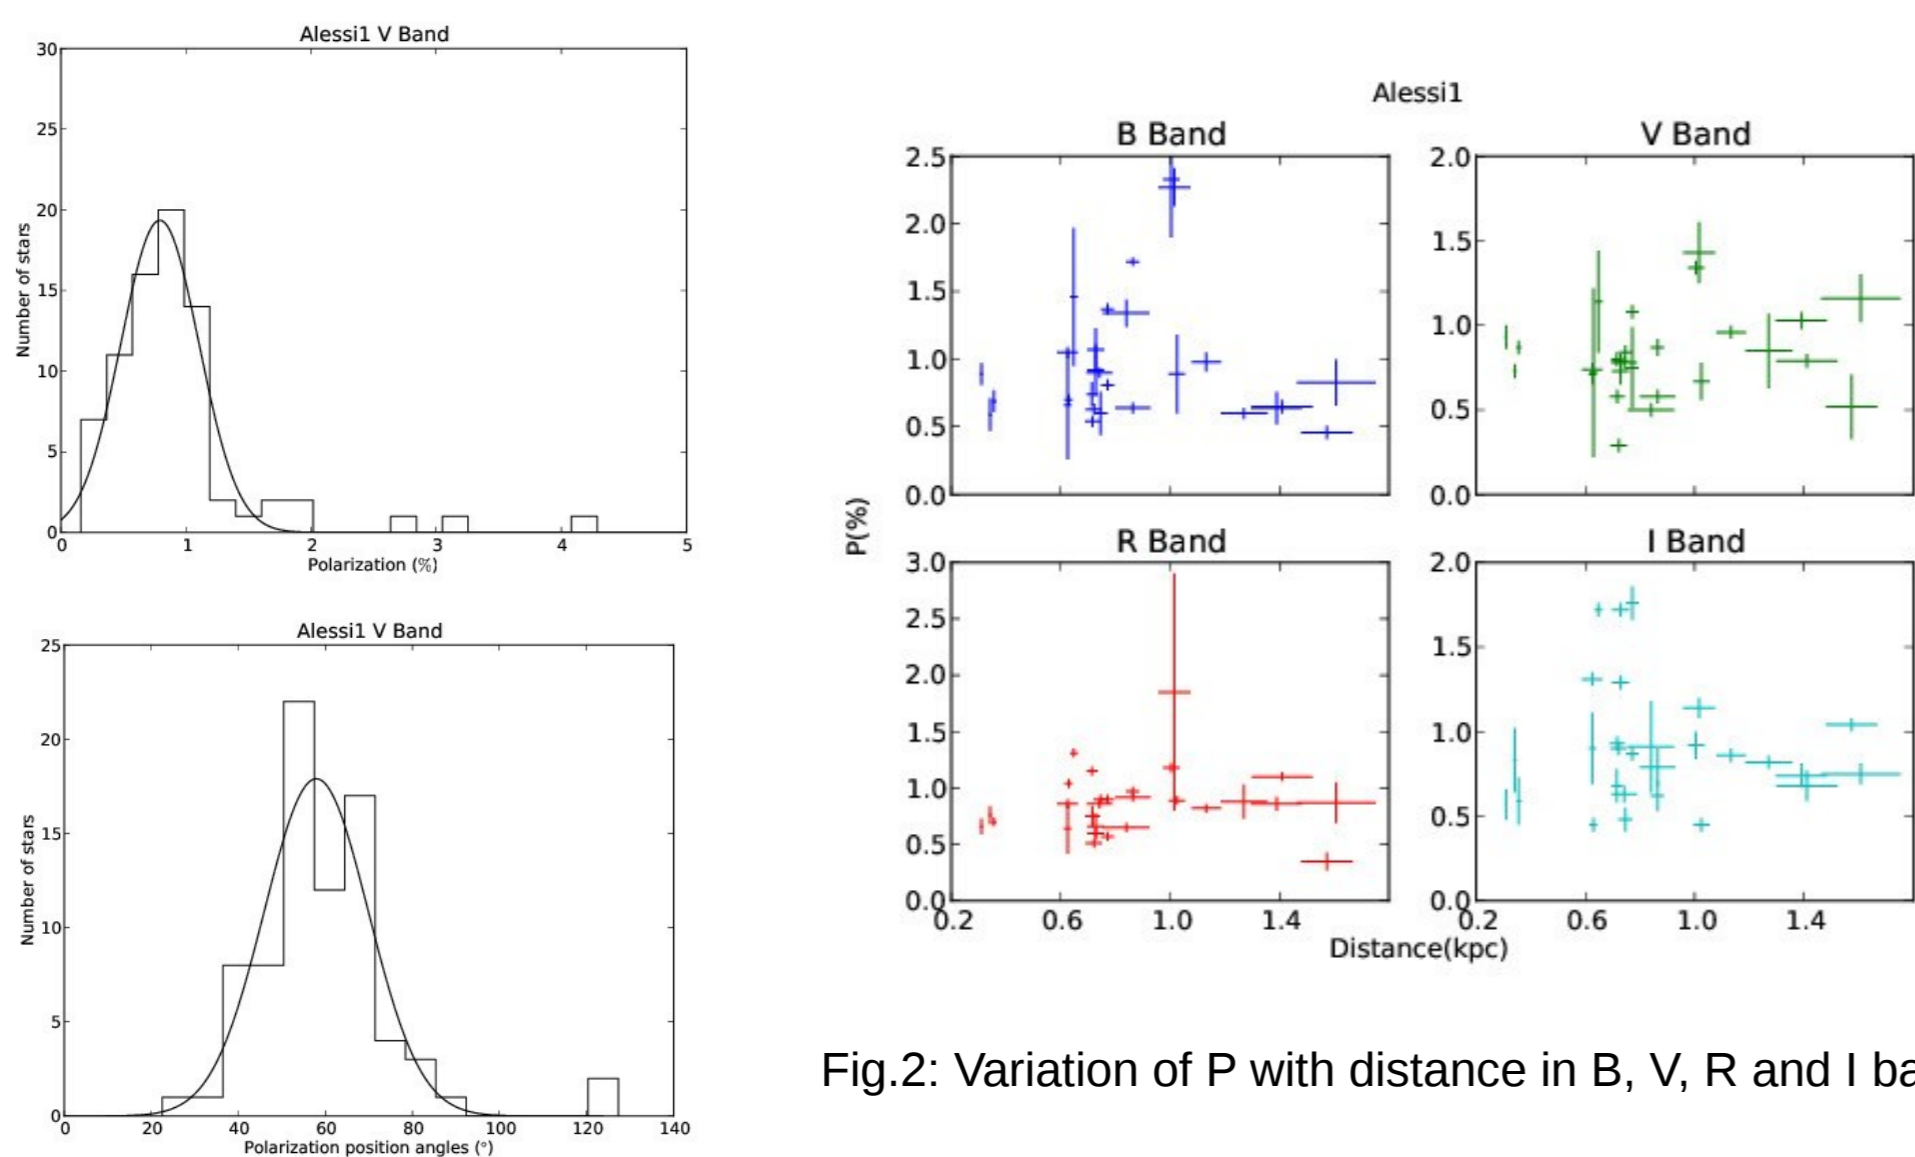 Alessi1 V Band
30
25
20
15
10
5
0
Number of stars
0 1 2 3 4 5
Polarization (%)
Alessi1 V Band
25
20
15
10
5
0
Number of stars
0 20 40 60 80 100 120 140
Polarization position angles (°)
Alessi1
B Band
2.5
2.0
1.5
1.0
0.5
0.0
V Band
2.0
1.5
1.0
0.5
0.0
P(%)
R Band
3.0
2.5
2.0
1.5
1.0
0.5
0.0
0.2 0.6 1.0 1.4
I Band
2.0
1.5
1.0
0.5
0.0
0.2 0.6 1.0 1.4
Distance(kpc)
Fig.2: Variation of P with distance in B, V, R and I ba